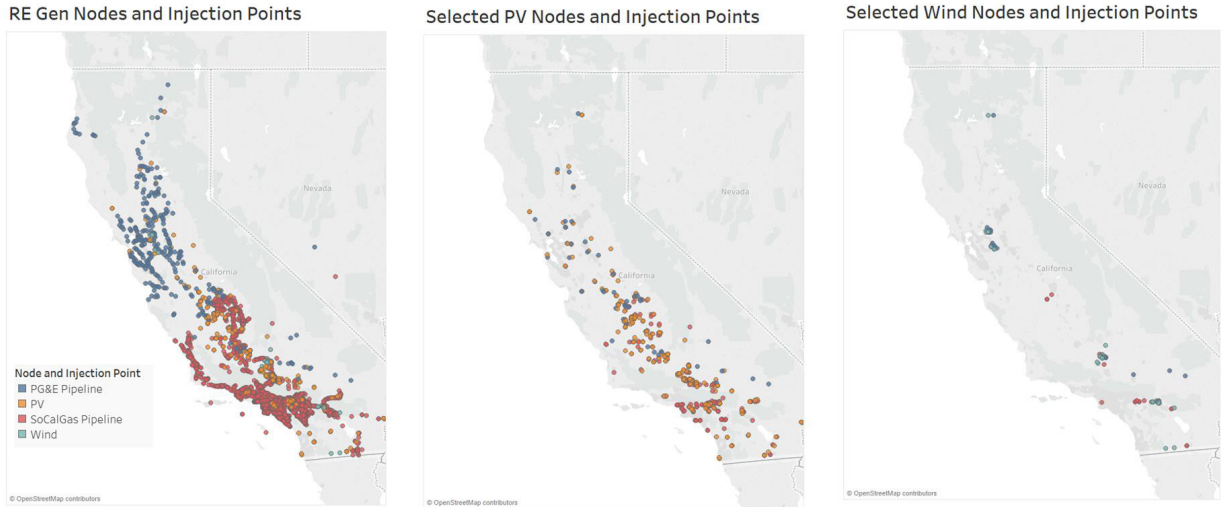 RE Gen Nodes and Injection Points
Nevada
California
Node and Injection Point
PG&E Pipeline
PV
SoCalGas Pipeline
Wind
© OpenStreetMap contributors
Selected PV Nodes and Injection Points
Nevada
California
© OpenStreetMap contributors
Selected Wind Nodes and Injection Points
Nevada
California
© OpenStreetMap contributors